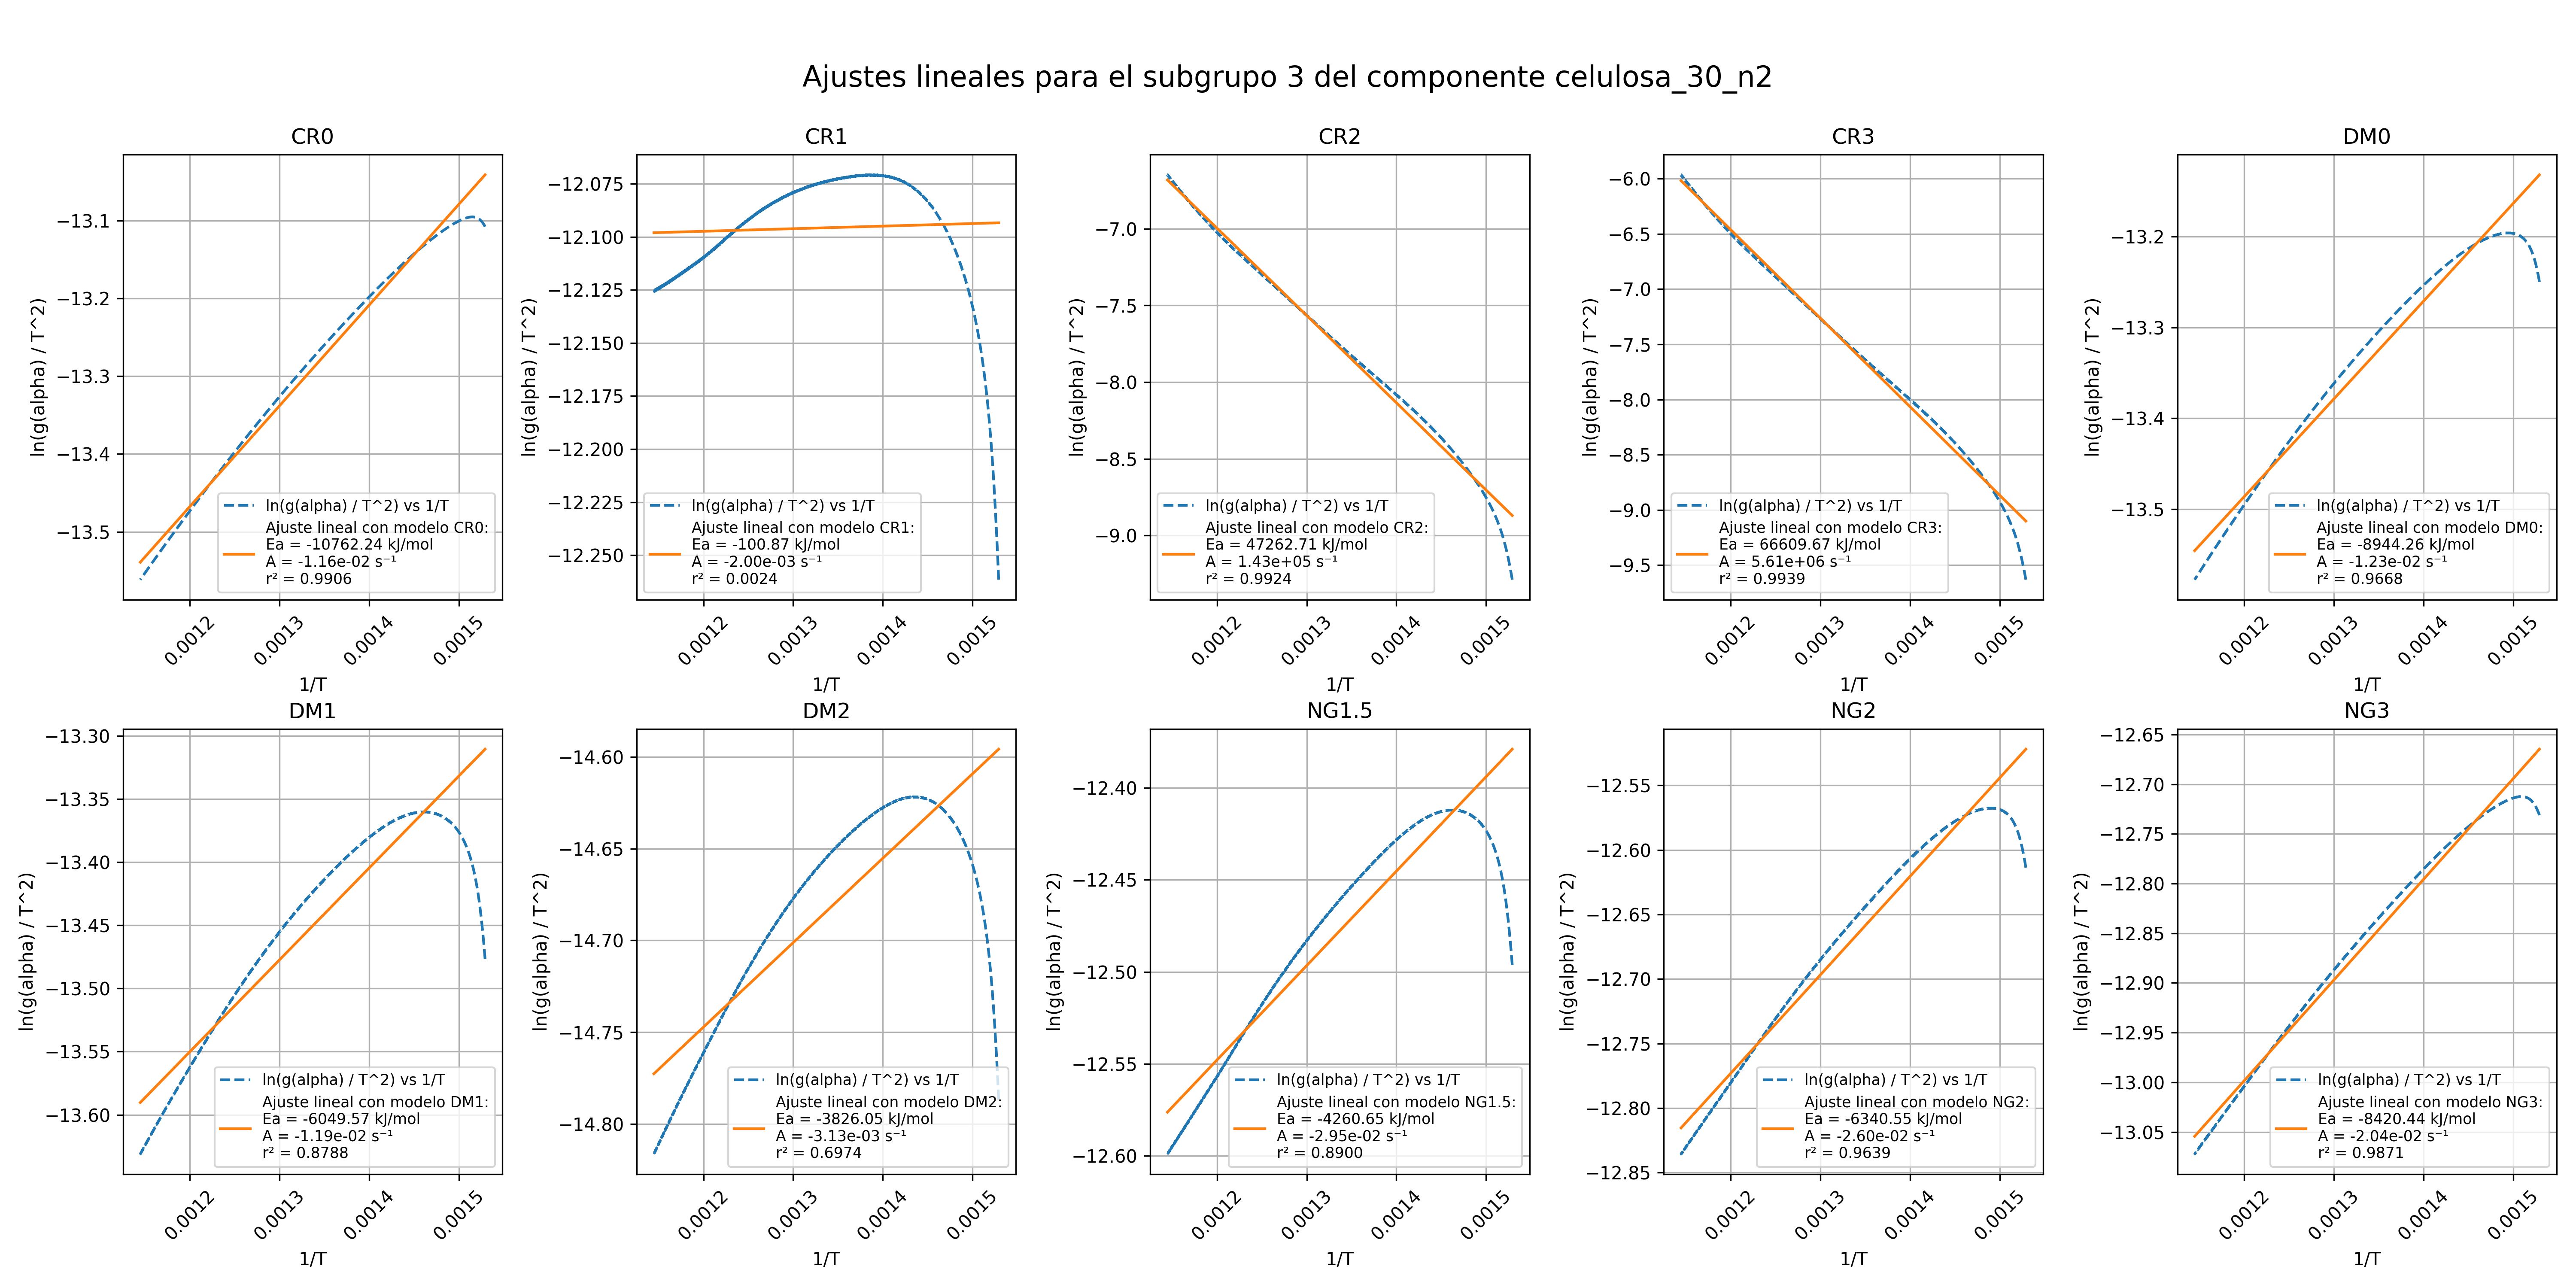 Ajustes lineales para el subgrupo 3 del componente celulosa_30_n2
CR0
ln(g(alpha) / T^2)
−13.1
−13.2
−13.3
−13.4
−13.5
ln(g(alpha) / T^2) vs 1/T
Ajuste lineal con modelo CR0:
Ea = -10762.24 kJ/mol
A = -1.16e-02 s⁻¹
r² = 0.9906
0.0012
0.0013
0.0014
0.0015
1/T
CR1
ln(g(alpha) / T^2)
−12.075
−12.100
−12.125
−12.150
−12.175
−12.200
−12.225
−12.250
ln(g(alpha) / T^2) vs 1/T
Ajuste lineal con modelo CR1:
Ea = -100.87 kJ/mol
A = -2.00e-03 s⁻¹
r² = 0.0024
0.0012
0.0013
0.0014
0.0015
1/T
CR2
ln(g(alpha) / T^2)
−7.0
−7.5
−8.0
−8.5
−9.0
ln(g(alpha) / T^2) vs 1/T
Ajuste lineal con modelo CR2:
Ea = 47262.71 kJ/mol
A = 1.43e+05 s⁻¹
r² = 0.9924
0.0012
0.0013
0.0014
0.0015
1/T
CR3
ln(g(alpha) / T^2)
−6.0
−6.5
−7.0
−7.5
−8.0
−8.5
−9.0
−9.5
ln(g(alpha) / T^2) vs 1/T
Ajuste lineal con modelo CR3:
Ea = 66609.67 kJ/mol
A = 5.61e+06 s⁻¹
r² = 0.9939
0.0012
0.0013
0.0014
0.0015
1/T
DM0
ln(g(alpha) / T^2)
−13.2
−13.3
−13.4
−13.5
ln(g(alpha) / T^2) vs 1/T
Ajuste lineal con modelo DM0:
Ea = -8944.26 kJ/mol
A = -1.23e-02 s⁻¹
r² = 0.9668
0.0012
0.0013
0.0014
0.0015
1/T
DM1
ln(g(alpha) / T^2)
−13.30
−13.35
−13.40
−13.45
−13.50
−13.55
−13.60
ln(g(alpha) / T^2) vs 1/T
Ajuste lineal con modelo DM1:
Ea = -6049.57 kJ/mol
A = -1.19e-02 s⁻¹
r² = 0.8788
0.0012
0.0013
0.0014
0.0015
1/T
DM2
ln(g(alpha) / T^2)
−14.60
−14.65
−14.70
−14.75
−14.80
ln(g(alpha) / T^2) vs 1/T
Ajuste lineal con modelo DM2:
Ea = -3826.05 kJ/mol
A = -3.13e-03 s⁻¹
r² = 0.6974
0.0012
0.0013
0.0014
0.0015
1/T
NG1.5
ln(g(alpha) / T^2)
−12.40
−12.45
−12.50
−12.55
−12.60
ln(g(alpha) / T^2) vs 1/T
Ajuste lineal con modelo NG1.5:
Ea = -4260.65 kJ/mol
A = -2.95e-02 s⁻¹
r² = 0.8900
0.0012
0.0013
0.0014
0.0015
1/T
NG2
ln(g(alpha) / T^2)
−12.55
−12.60
−12.65
−12.70
−12.75
−12.80
−12.85
ln(g(alpha) / T^2) vs 1/T
Ajuste lineal con modelo NG2:
Ea = -6340.55 kJ/mol
A = -2.60e-02 s⁻¹
r² = 0.9639
0.0012
0.0013
0.0014
0.0015
1/T
NG3
ln(g(alpha) / T^2)
−12.65
−12.70
−12.75
−12.80
−12.85
−12.90
−12.95
−13.00
−13.05
ln(g(alpha) / T^2) vs 1/T
Ajuste lineal con modelo NG3:
Ea = -8420.44 kJ/mol
A = -2.04e-02 s⁻¹
r² = 0.9871
0.0012
0.0013
0.0014
0.0015
1/T